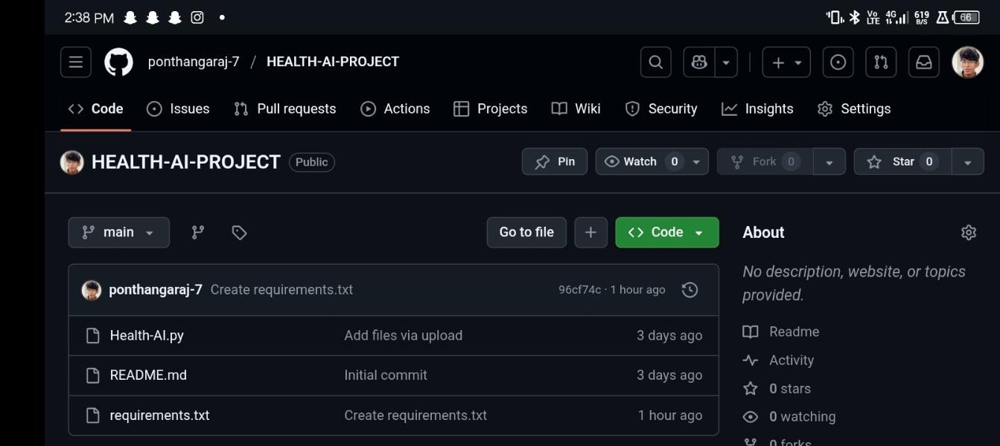 2:38 PM Vo LTE 4G 619 B/S 66
ponthangaraj-7 / HEALTH-AI-PROJECT
Code Issues Pull requests Actions Projects Wiki Security Insights Settings
HEALTH-AI-PROJECT Public Pin Watch 0 Fork 0 Star 0
main Go to file Code About
No description, website, or topics
provided.
ponthangaraj-7 Create requirements.txt 96cf74c · 1 hour ago
Health-AI.py Add files via upload 3 days ago
README.md Initial commit 3 days ago
requirements.txt Create requirements.txt 1 hour ago
Readme
Activity
0 stars
0 watching
0 forks